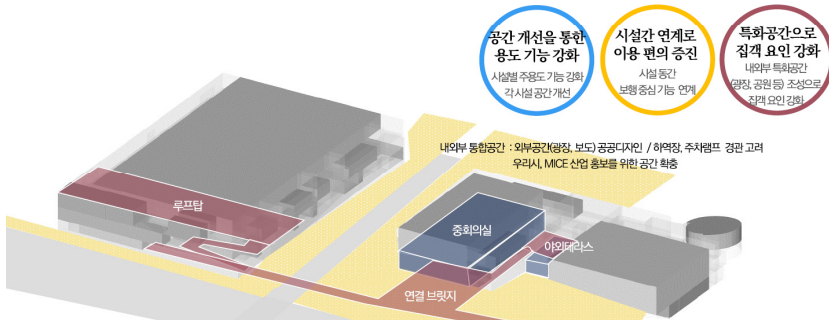 공간 개선을 통한
용도 기능 강화
시설별 주용도 기능 강화
각 시설 공간 개선
시설간 연계로
이용 편의 증진
시설 동간
보행 중심 기능 연계
특화공간으로
집객 요인 강화
내외부 특화공간
(광장, 공원 등) 조성으로
집객 요인 강화
내외부 통합공간 : 외부공간(광장, 보도) 공공디자인 / 하역장, 주차램프 경관 고려
우리시, MICE 산업 홍보를 위한 공간 확충
루프탑
중회의실
야외테라스
연결 브릿지